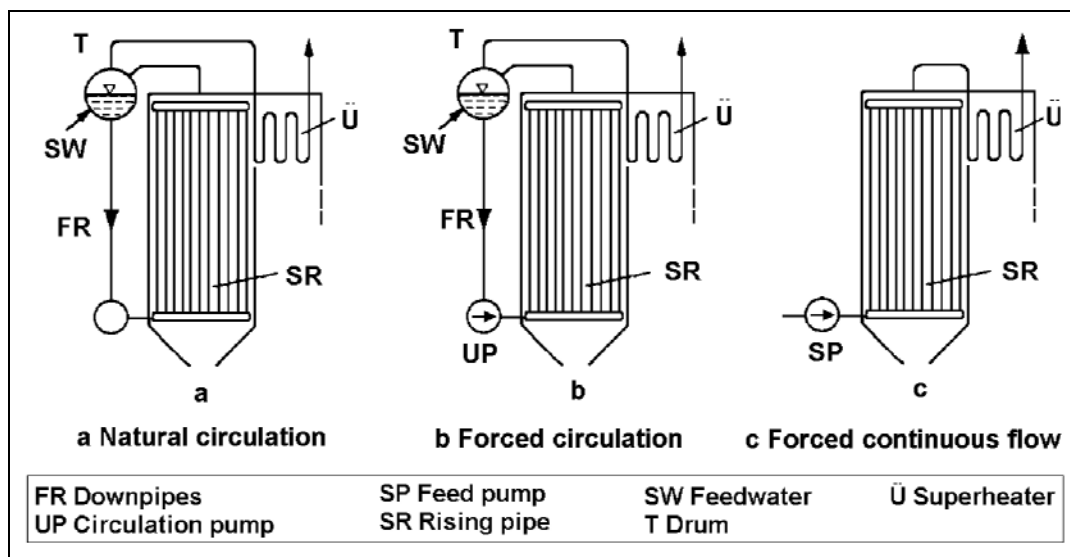 T
Ü
SW
FR
SR
a
a Natural circulation
T
Ü
SW
FR
SR
UP
b
b Forced circulation
Ü
SR
SP
c
c Forced continuous flow
FR Downpipes
SP Feed pump
SW Feedwater
Ü Superheater
UP Circulation pump
SR Rising pipe
T Drum